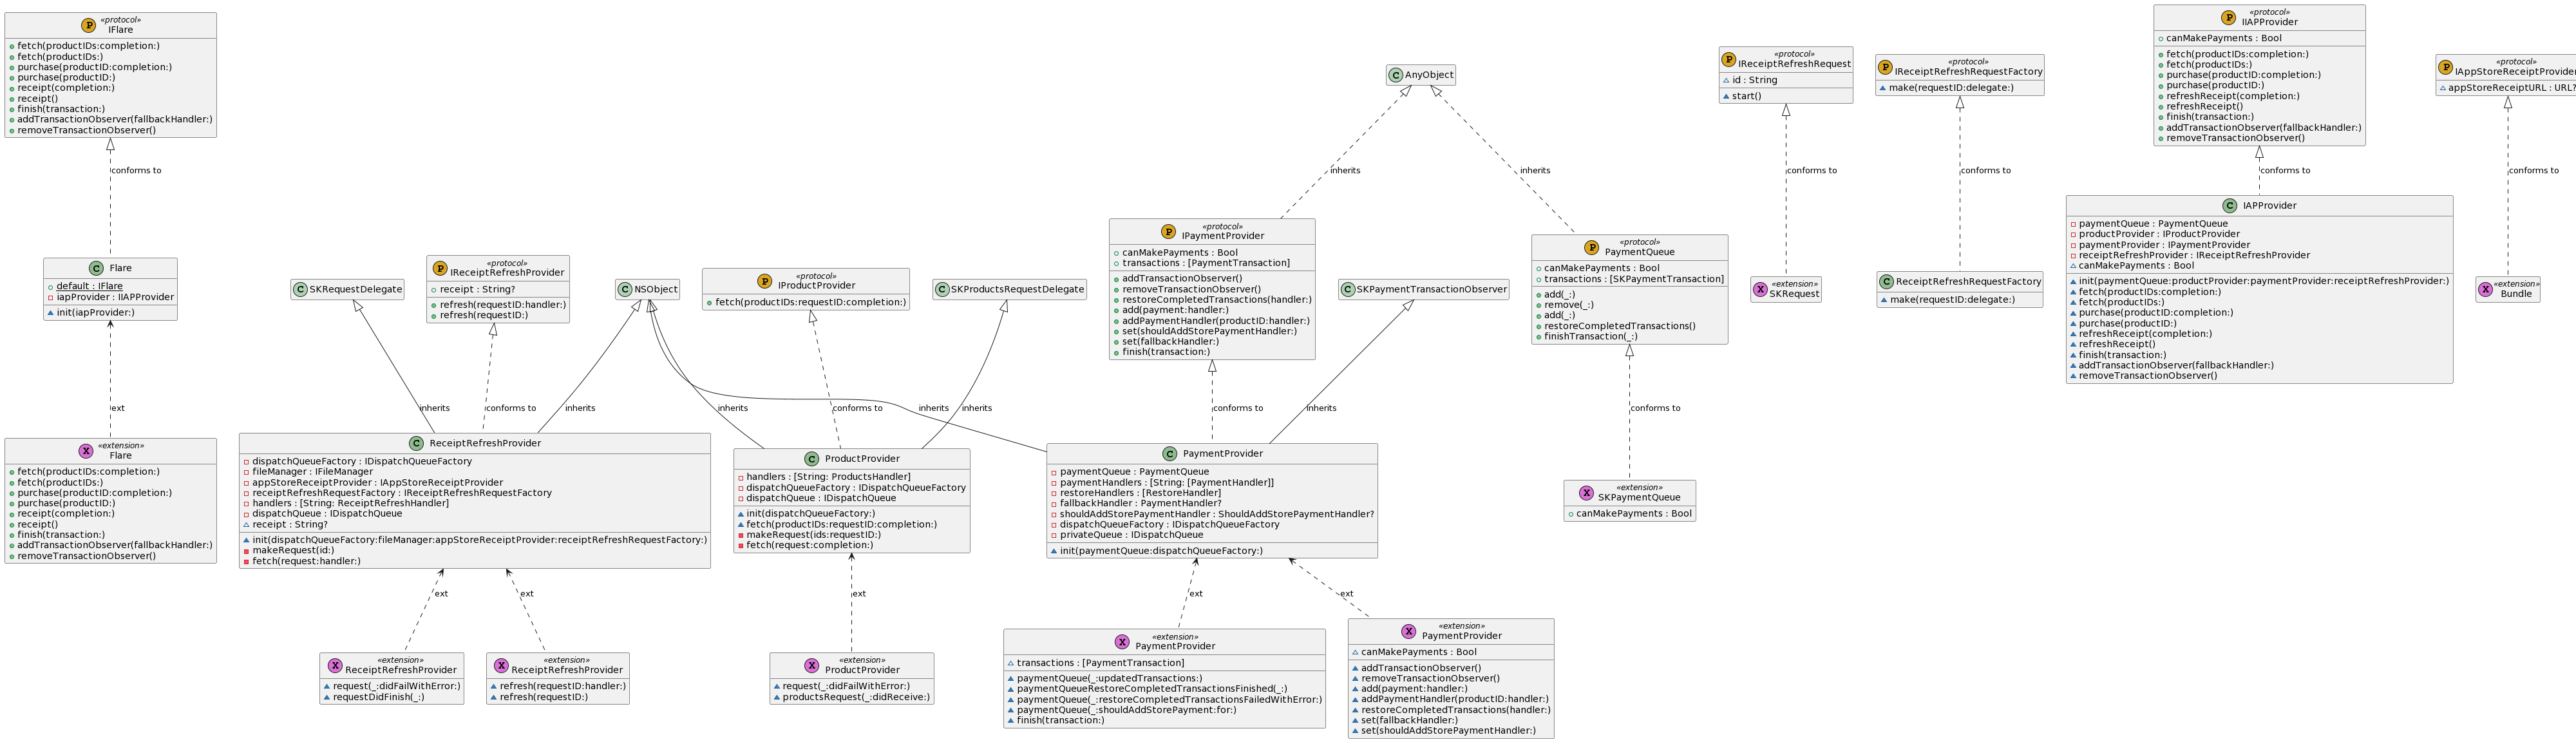 P «protocol»
IFlare
fetch(productIDs:completion:)
fetch(productIDs:)
purchase(productID:completion:)
purchase(productID:)
receipt(completion:)
receipt()
finish(transaction:)
addTransactionObserver(fallbackHandler:)
removeTransactionObserver()
conforms to
C Flare
default : IFlare
iapProvider : IIAPProvider
init(iapProvider:)
ext
X «extension»
Flare
fetch(productIDs:completion:)
fetch(productIDs:)
purchase(productID:completion:)
purchase(productID:)
receipt(completion:)
receipt()
finish(transaction:)
addTransactionObserver(fallbackHandler:)
removeTransactionObserver()
C SKRequestDelegate
P «protocol»
IReceiptRefreshProvider
receipt : String?
refresh(requestID:handler:)
refresh(requestID:)
C NSObject
P «protocol»
IProductProvider
fetch(productIDs:requestID:completion:)
C SKProductsRequestDelegate
inherits
conforms to
inherits
inherits
conforms to
inherits
inherits
C ReceiptRefreshProvider
dispatchQueueFactory : IDispatchQueueFactory
fileManager : IFileManager
appStoreReceiptProvider : IAppStoreReceiptProvider
receiptRefreshRequestFactory : IReceiptRefreshRequestFactory
handlers : [String: ReceiptRefreshHandler]
dispatchQueue : IDispatchQueue
receipt : String?
init(dispatchQueueFactory:fileManager:appStoreReceiptProvider:receiptRefreshRequestFactory:)
makeRequest(id:)
fetch(request:handler:)
ext
ext
X «extension»
ReceiptRefreshProvider
request(_:didFailWithError:)
requestDidFinish(_:)
X «extension»
ReceiptRefreshProvider
refresh(requestID:handler:)
refresh(requestID:)
C ProductProvider
handlers : [String: ProductsHandler]
dispatchQueueFactory : IDispatchQueueFactory
dispatchQueue : IDispatchQueue
init(dispatchQueueFactory:)
fetch(productIDs:requestID:completion:)
makeRequest(ids:requestID:)
fetch(request:completion:)
ext
X «extension»
ProductProvider
request(_:didFailWithError:)
productsRequest(_:didReceive:)
C AnyObject
inherits
inherits
P «protocol»
IPaymentProvider
canMakePayments : Bool
transactions : [PaymentTransaction]
addTransactionObserver()
removeTransactionObserver()
restoreCompletedTransactions(handler:)
add(payment:handler:)
addPaymentHandler(productID:handler:)
set(shouldAddStorePaymentHandler:)
set(fallbackHandler:)
finish(transaction:)
C SKPaymentTransactionObserver
P «protocol»
PaymentQueue
canMakePayments : Bool
transactions : [SKPaymentTransaction]
add(_:)
remove(_:)
add(_:)
restoreCompletedTransactions()
finishTransaction(_:)
conforms to
inherits
conforms to
C PaymentProvider
paymentQueue : PaymentQueue
paymentHandlers : [String: [PaymentHandler]]
restoreHandlers : [RestoreHandler]
fallbackHandler : PaymentHandler?
shouldAddStorePaymentHandler : ShouldAddStorePaymentHandler?
dispatchQueueFactory : IDispatchQueueFactory
privateQueue : IDispatchQueue
init(paymentQueue:dispatchQueueFactory:)
ext
ext
X «extension»
PaymentProvider
transactions : [PaymentTransaction]
paymentQueue(_:updatedTransactions:)
paymentQueueRestoreCompletedTransactionsFinished(_:)
paymentQueue(_:restoreCompletedTransactionsFailedWithError:)
paymentQueue(_:shouldAddStorePayment:for:)
finish(transaction:)
X «extension»
PaymentProvider
canMakePayments : Bool
addTransactionObserver()
removeTransactionObserver()
add(payment:handler:)
addPaymentHandler(productID:handler:)
restoreCompletedTransactions(handler:)
set(fallbackHandler:)
set(shouldAddStorePaymentHandler:)
X «extension»
SKPaymentQueue
canMakePayments : Bool
P «protocol»
IReceiptRefreshRequest
id : String
start()
conforms to
X «extension»
SKRequest
P «protocol»
IReceiptRefreshRequestFactory
make(requestID:delegate:)
conforms to
C ReceiptRefreshRequestFactory
make(requestID:delegate:)
P «protocol»
IIAPProvider
canMakePayments : Bool
fetch(productIDs:completion:)
fetch(productIDs:)
purchase(productID:completion:)
purchase(productID:)
refreshReceipt(completion:)
refreshReceipt()
finish(transaction:)
addTransactionObserver(fallbackHandler:)
removeTransactionObserver()
conforms to
C IAPProvider
paymentQueue : PaymentQueue
productProvider : IProductProvider
paymentProvider : IPaymentProvider
receiptRefreshProvider : IReceiptRefreshProvider
canMakePayments : Bool
init(paymentQueue:productProvider:paymentProvider:receiptRefreshProvider:)
fetch(productIDs:completion:)
fetch(productIDs:)
purchase(productID:completion:)
purchase(productID:)
refreshReceipt(completion:)
refreshReceipt()
finish(transaction:)
addTransactionObserver(fallbackHandler:)
removeTransactionObserver()
P «protocol»
IAppStoreReceiptProvider
appStoreReceiptURL : URL?
conforms to
X «extension»
Bundle